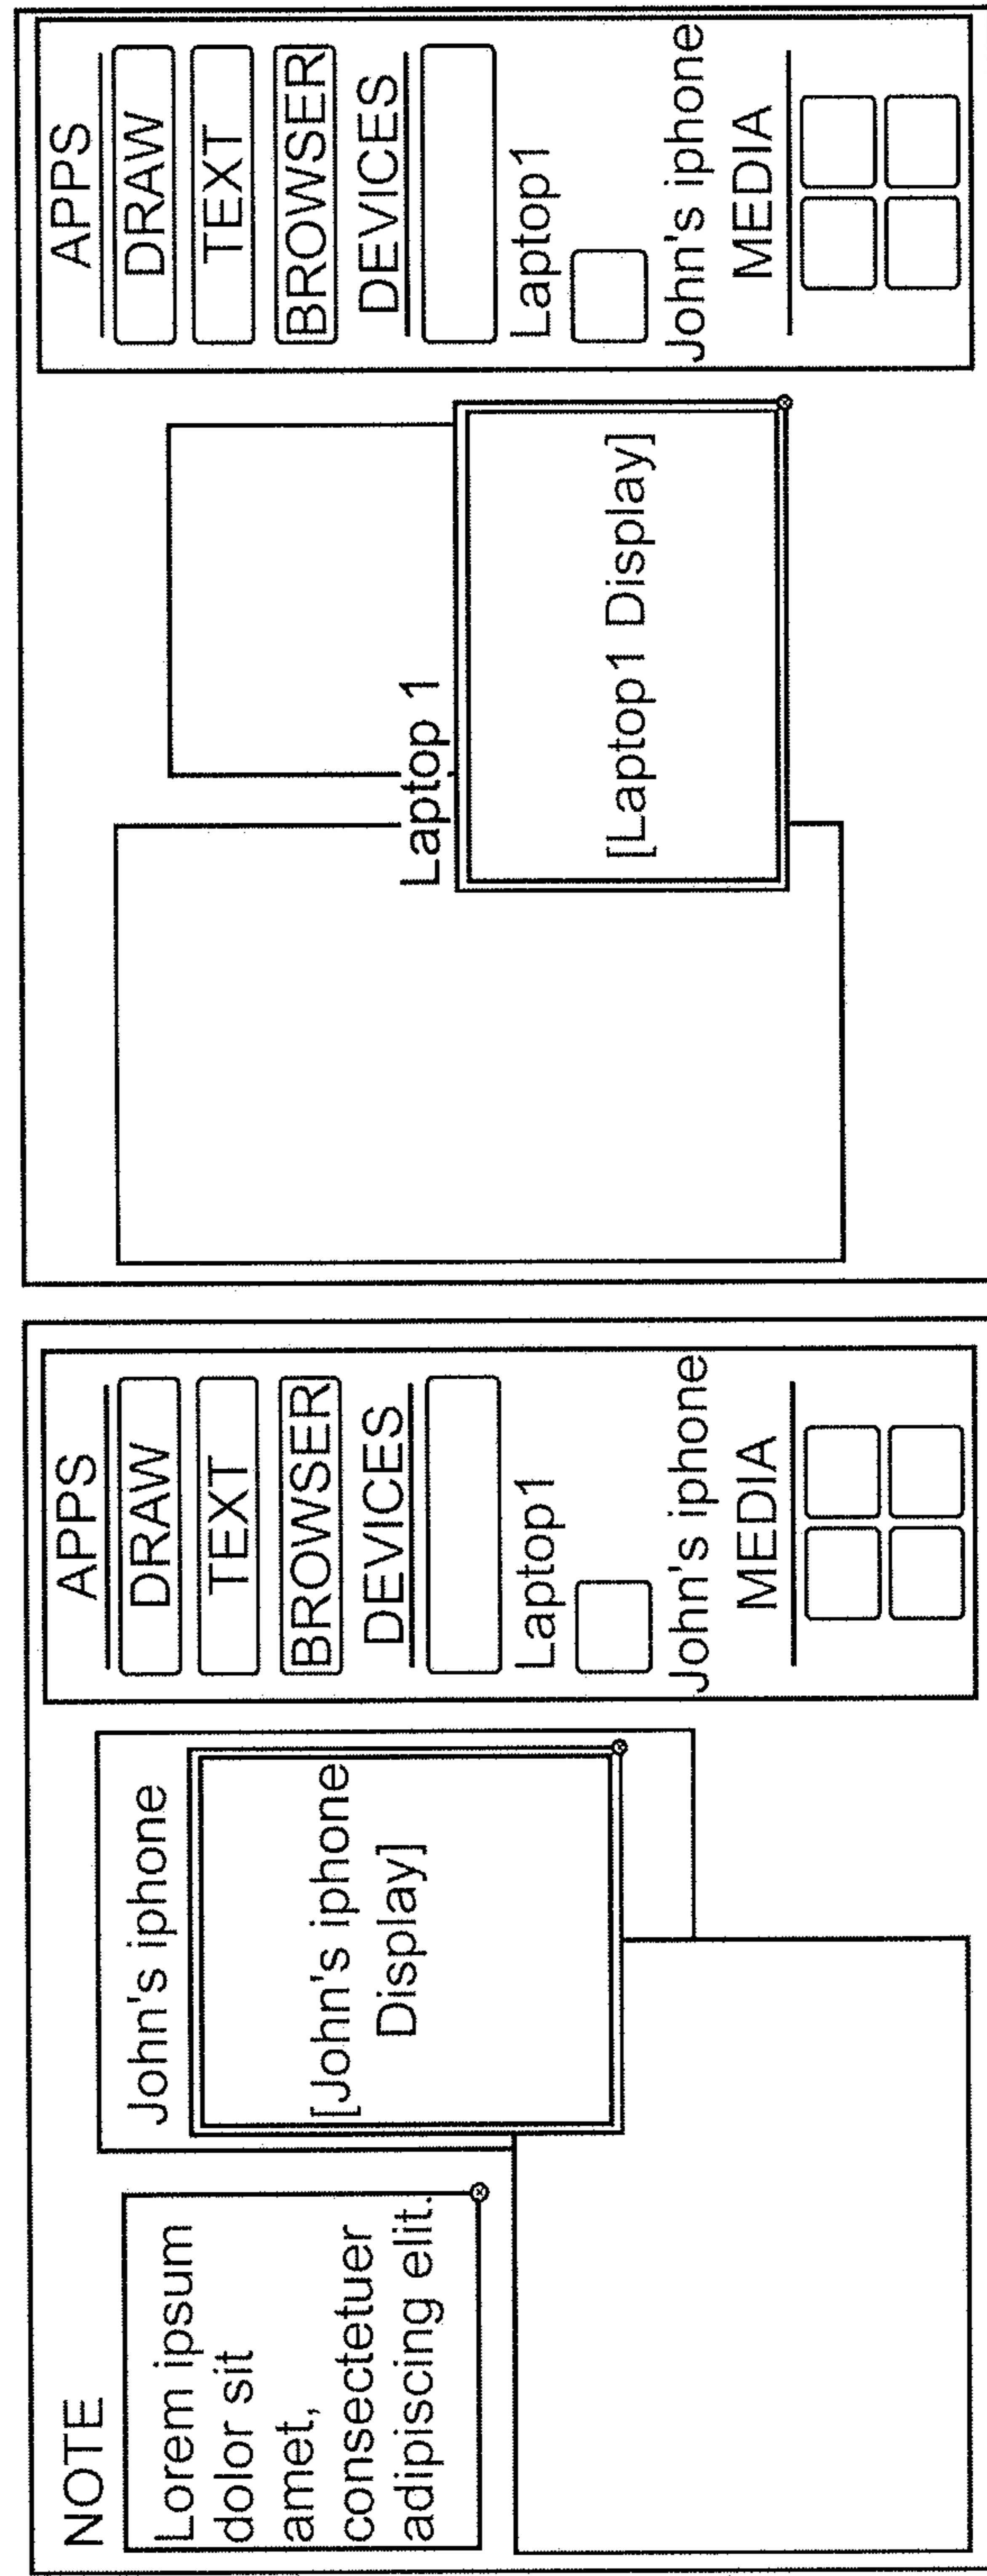 NOTE
Lorem ipsum
dolor sit
amet,
consectetuer
adipiscing elit.
John's iphone
[John's iphone
Display]
APPS
DRAW
TEXT
BROWSER
DEVICES
Laptop1
John's iphone
MEDIA
Laptop 1
[Laptop1 Display]
APPS
DRAW
TEXT
BROWSER
DEVICES
Laptop1
John's iphone
MEDIA